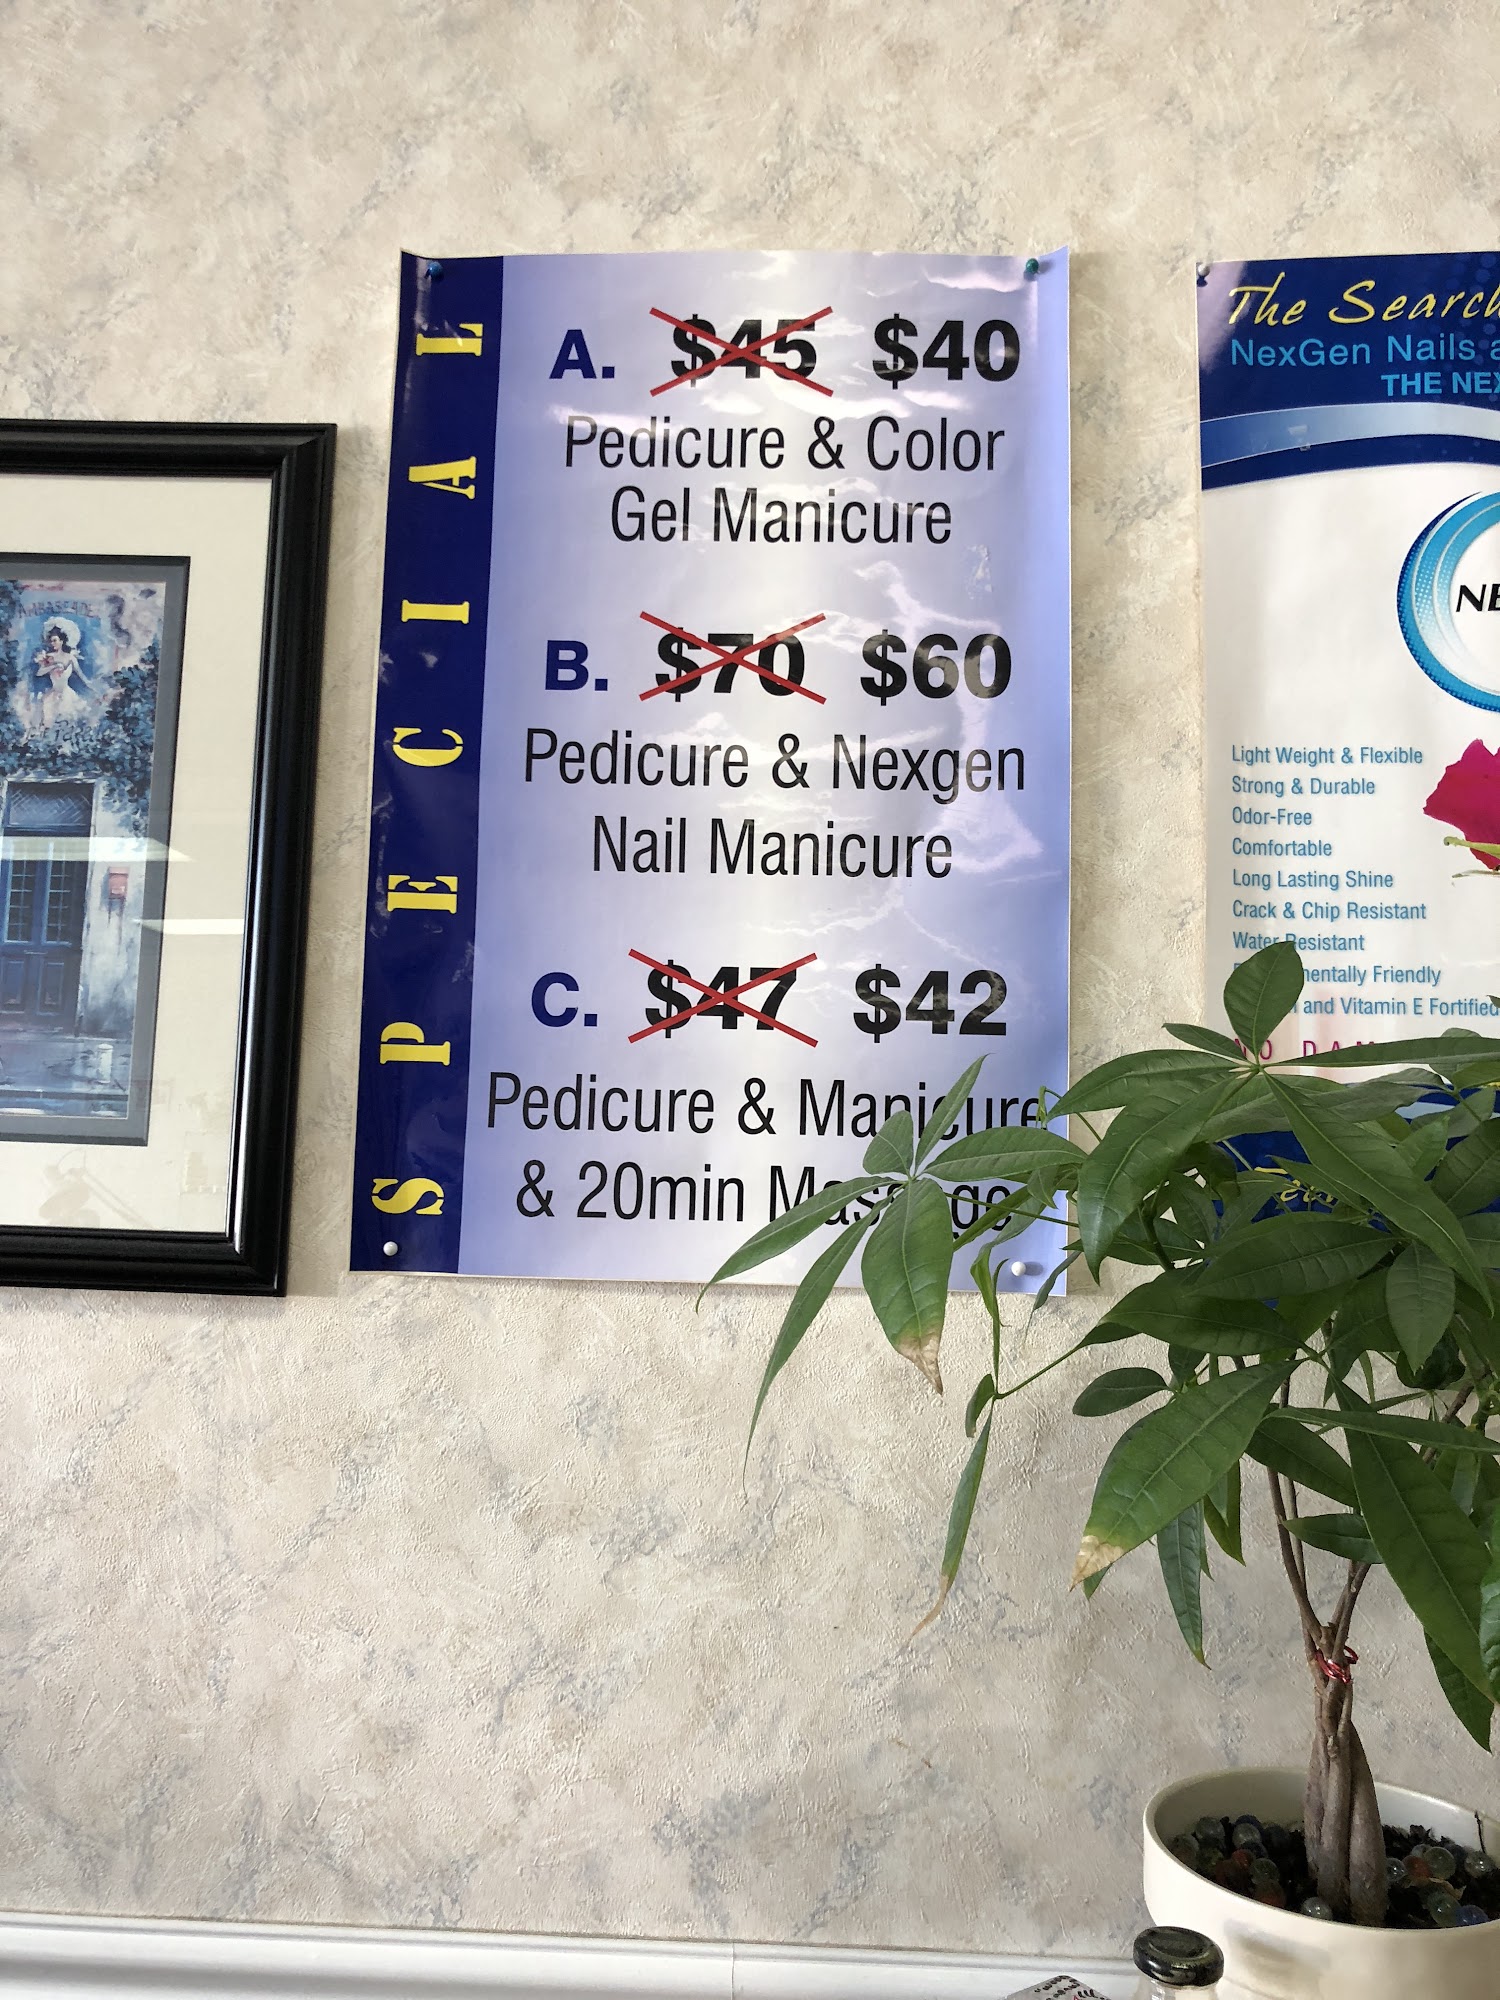 SPECIAL
A. $45 $40
Pedicure & Color
Gel Manicure
B. $70 $60
Pedicure & Nexgen
Nail Manicure
C. $47 $42
Pedicure & Manicure
& 20min Massage
The Search
NexGen Nails
THE
Light Weight & Flexible
Strong & Durable
Odor-Free
Comfortable
Long Lasting Shine
Crack & Chip Resistant
Water Resistant
Friendly
and Vitamin E Fortified